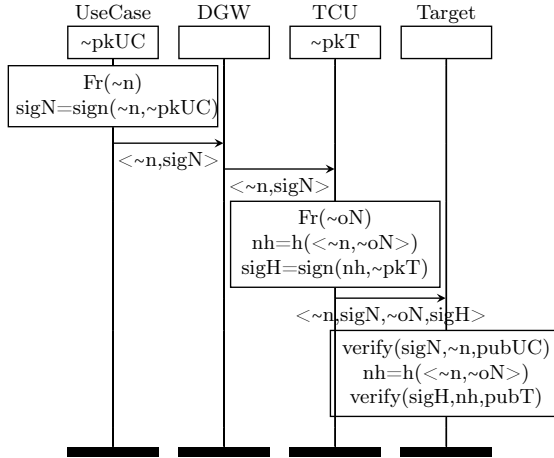 UseCase DGW TCU Target
~pkUC ~pkT
Fr(~n)
sigN=sign(~n,~pkUC)
<~n,sigN>
<~n,sigN>
Fr(~oN)
nh=h(<~n,~oN>)
sigH=sign(nh,~pkT)
<~n,sigN,~oN,sigH>
verify(sigN,~n,pubUC)
nh=h(<~n,~oN>)
verify(sigH,nh,pubT)